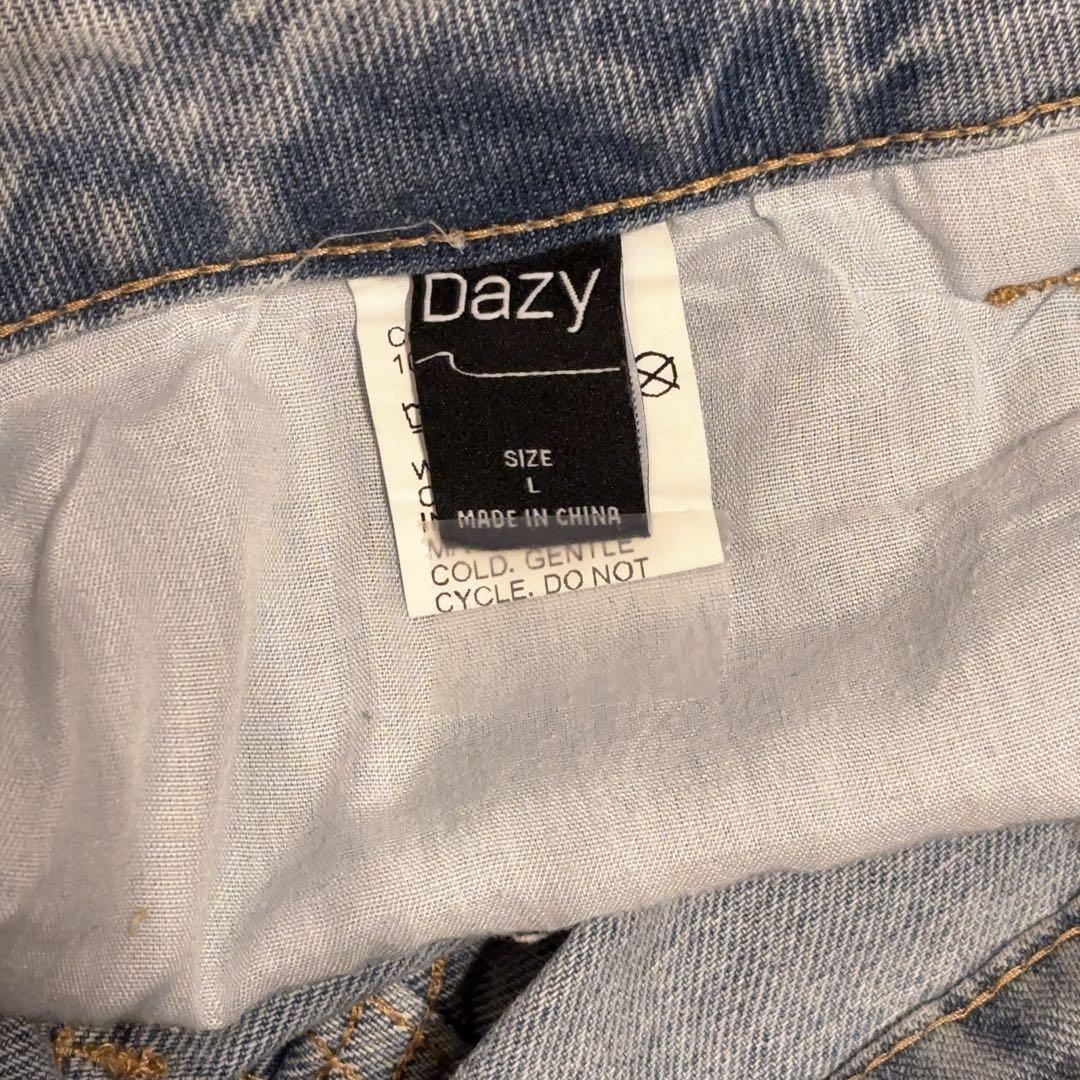 Dazy
SIZE
L
MADE IN CHINA
COLD. GENTLE
CYCLE. DO NOT